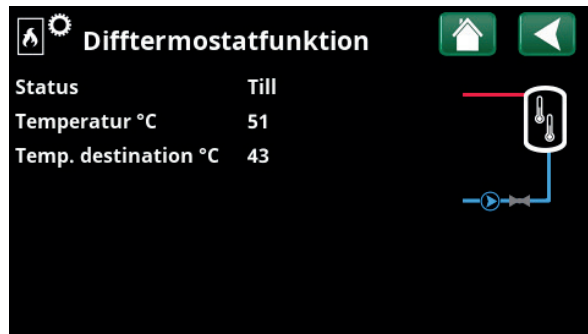 Difftermostatfunktion
Status Till
Temperatur °C 51
Temp. destination °C 43